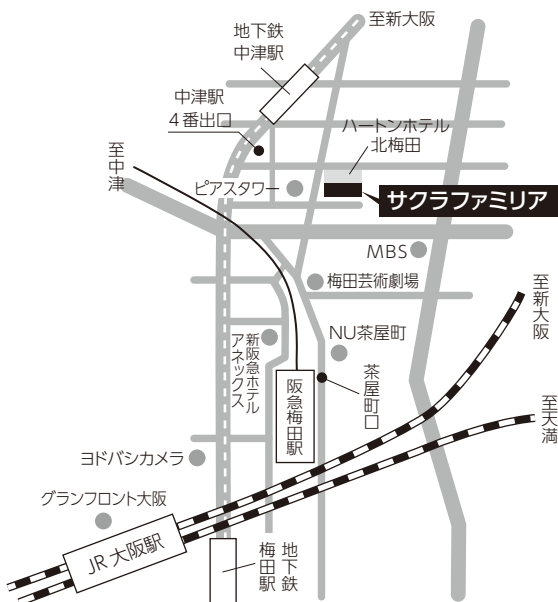 至新大阪
地下鉄
中津駅
中津駅
4番出口
ハートンホテル
北梅田
至中津
ピアスタワー
サクラファミリア
MBS
梅田芸術劇場
至新大阪
新阪急ホテル
アネックス
NU茶屋町
茶屋町口
阪急梅田駅
至天満
ヨドバシカメラ
グランフロント大阪
JR大阪駅
地下鉄
梅田駅